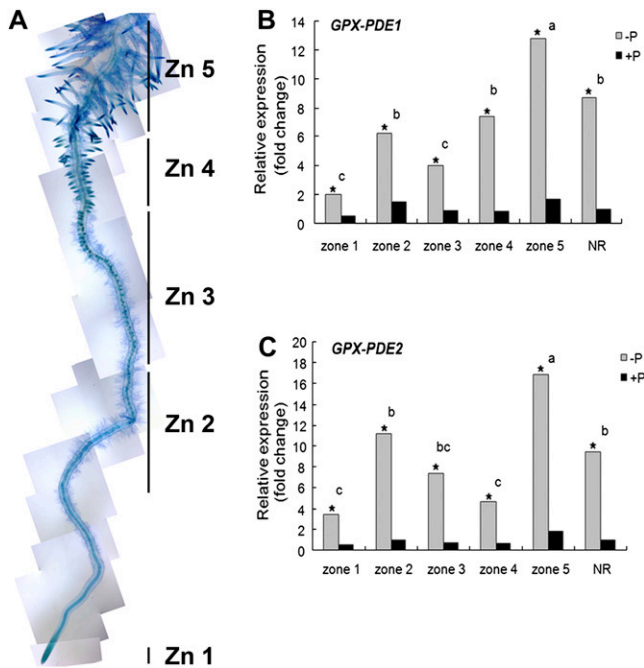 A
Zn 5
Zn 4
Zn 3
Zn 2
Zn 1
B
GPX-PDE1
Relative expression
(fold change)
14
12
10
8
6
4
2
0
* c
* b
* c
* b
* a
* b
-P
+P
zone 1 zone 2 zone 3 zone 4 zone 5 NR
C
GPX-PDE2
Relative expression
(fold change)
20
18
16
14
12
10
8
6
4
2
0
* c
* b
* bc
* c
* a
* b
-P
+P
zone 1 zone 2 zone 3 zone 4 zone 5 NR